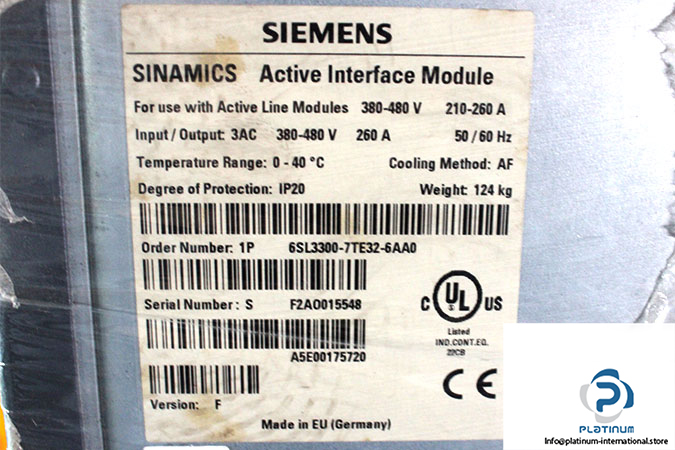 SIEMENS
SINAMICS Active Interface Module
For use with Active Line Modules 380-480 V 210-260 A
Input / Output: 3AC 380-480 V 260 A 50 / 60 Hz
Temperature Range: 0 - 40 °C Cooling Method: AF
Degree of Protection: IP20 Weight: 124 kg
Order Number: 1P 6SL3300-7TE32-6AA0
Serial Number: S F2AO015548
C UL US
Listed
IND.CONT.EQ.
22CB
A5E00175720
CE
Version: F
Made in EU (Germany)
PLATINUM
Info@platinum-international.store